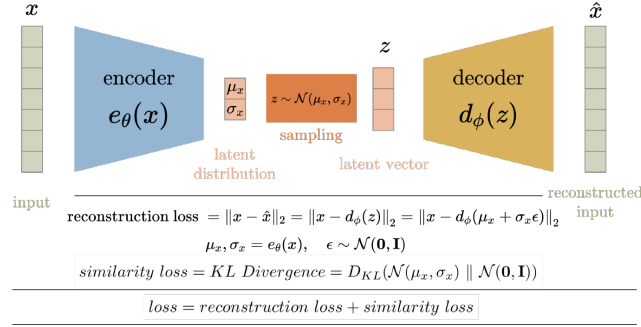 x
x̂
encoder
e_θ(x)
μ_x
σ_x
z ∼ 𝒩(μ_x, σ_x)
sampling
z
decoder
d_ϕ(z)
latent
distribution
latent vector
input
reconstructed
input
reconstruction loss = ‖x − x̂‖₂ = ‖x − d_ϕ(z)‖₂ = ‖x − d_ϕ(μ_x + σ_xϵ)‖₂
μ_x, σ_x = e_θ(x), ϵ ∼ 𝒩(𝟎, 𝐈)
similarity loss = KL Divergence = D_{KL}(𝒩(μ_x, σ_x) ‖ 𝒩(𝟎, 𝐈))
loss = reconstruction loss + similarity loss